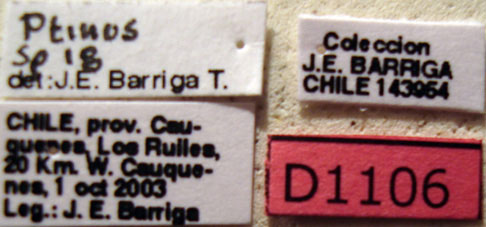 Ptinus
Sp 18
det: J.E. Barriga T.
Coleccion
J.E. BARRIGA
CHILE 143954
CHILE, prov. Cau-
quenes, Los Ruiles,
20 Km. W. Cauque-
nes, 1 oct 2003
Leg.: J. E. Barriga
D1106